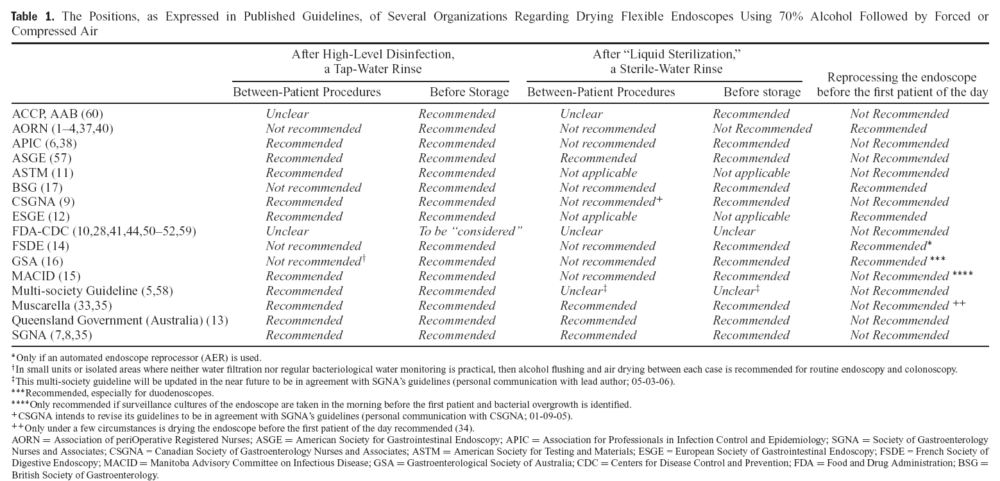 Table 1. The Positions, as Expressed in Published Guidelines, of Several Organizations Regarding Drying Flexible Endoscopes Using 70% Alcohol Followed by Forced or
Compressed Air
After High-Level Disinfection, After “Liquid Sterilization,”
a Tap-Water Rinse a Sterile-Water Rinse Reprocessing the endoscope
Between-Patient Procedures Before Storage Between-Patient Procedures Before storage before the first patient of the day
ACCP, AAB (60) Unclear Recommended Unclear Recommended Not Recommended
AORN (1–4,37,40) Not recommended Recommended Not recommended Not Recommended Recommended
APIC (6,38) Recommended Recommended Not recommended Recommended Not Recommended
ASGE (57) Recommended Recommended Recommended Recommended Not Recommended
ASTM (11) Recommended Recommended Not applicable Not applicable Not Recommended
BSG (17) Not recommended Recommended Not recommended Recommended Recommended
CSGNA (9) Recommended Recommended Not recommended+ Recommended Not Recommended
ESGE (12) Recommended Recommended Not applicable Not applicable Recommended
FDA-CDC (10,28,41,44,50–52,59) Unclear To be “considered” Unclear Unclear Not Recommended
FSDE (14) Not recommended Recommended Not recommended Recommended Recommended*
GSA (16) Not recommended† Recommended Not recommended Recommended Recommended ***
MACID (15) Recommended Recommended Not recommended Recommended Not Recommended ****
Multi-society Guideline (5,58) Recommended Recommended Unclear‡ Unclear‡ Not Recommended
Muscarella (33,35) Recommended Recommended Recommended Recommended Not Recommended ++
Queensland Government (Australia) (13) Recommended Recommended Recommended Recommended Not Recommended
SGNA (7,8,35) Recommended Recommended Recommended Recommended Not Recommended
*Only if an automated endoscope reprocessor (AER) is used.
†In small units or isolated areas where neither water filtration nor regular bacteriological water monitoring is practical, then alcohol flushing and air drying between each case is recommended for routine endoscopy and colonoscopy.
‡This multi-society guideline will be updated in the near future to be in agreement with SGNA’s guidelines (personal communication with lead author; 05-03-06).
***Recommended, especially for duodenoscopes.
****Only recommended if surveillance cultures of the endoscope are taken in the morning before the first patient and bacterial overgrowth is identified.
+CSGNA intends to revise its guidelines to be in agreement with SGNA’s guidelines (personal communication with CSGNA; 01-09-05).
++Only under a few circumstances is drying the endoscope before the first patient of the day recommended (34).
AORN = Association of periOperative Registered Nurses; ASGE = American Society for Gastrointestinal Endoscopy; APIC = Association for Professionals in Infection Control and Epidemiology; SGNA = Society of Gastroenterology
Nurses and Associates; CSGNA = Canadian Society of Gastroenterology Nurses and Associates; ASTM = American Society for Testing and Materials; ESGE = European Society of Gastrointestinal Endoscopy; FSDE = French Society of
Digestive Endoscopy; MACID = Manitoba Advisory Committee on Infectious Disease; GSA = Gastroenterological Society of Australia; CDC = Centers for Disease Control and Prevention; FDA = Food and Drug Administration; BSG =
British Society of Gastroenterology.